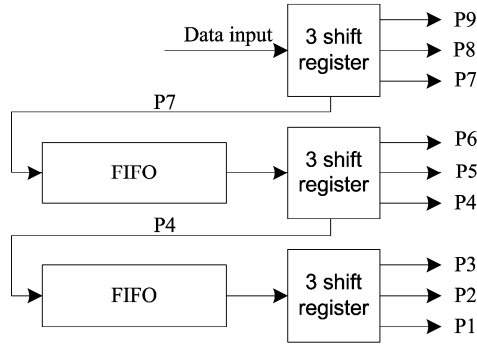 P9
Data input
3 shift
register
P8
P7
P7
P6
FIFO
3 shift
register
P5
P4
P4
P3
FIFO
3 shift
register
P2
P1